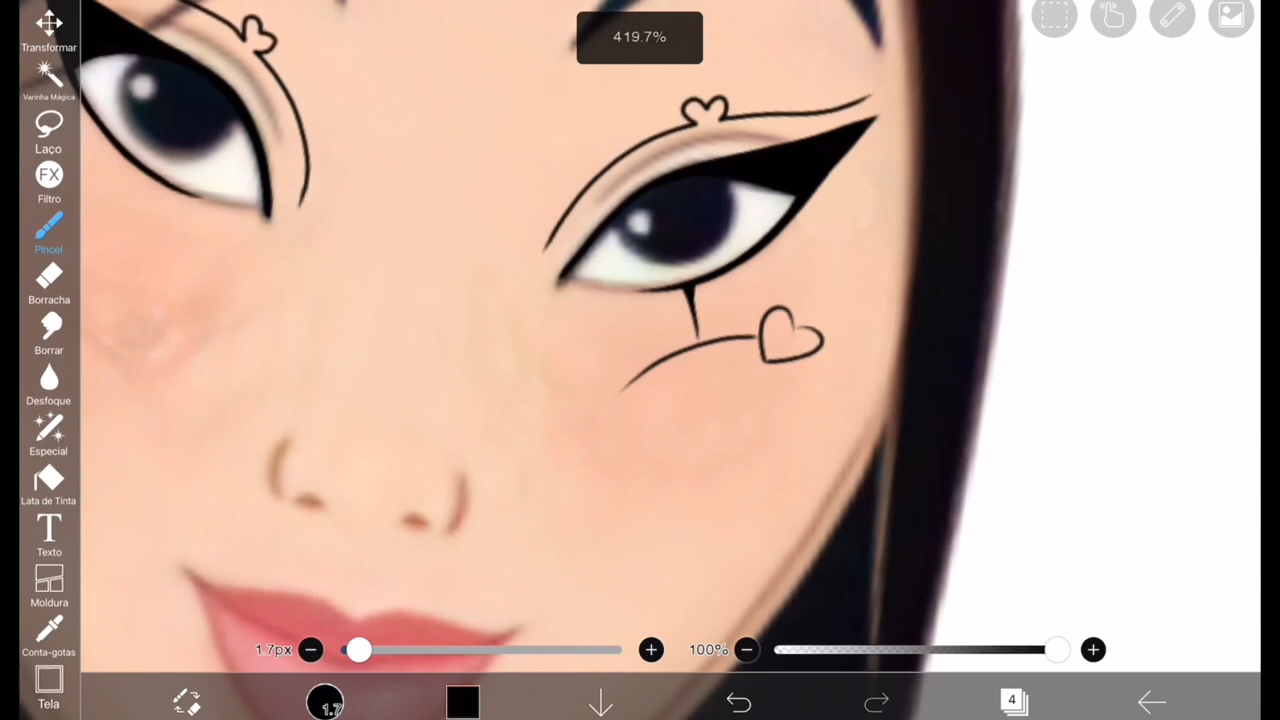 419.7%
Transformar
Varinha Mágica
Laço
FX
Filtro
Pincel
Borracha
Borrar
Desfoque
Especial
Lata de Tinta
T
Texto
Moldura
Conta-gotas
Tela
1.7px
100%
1.7
4